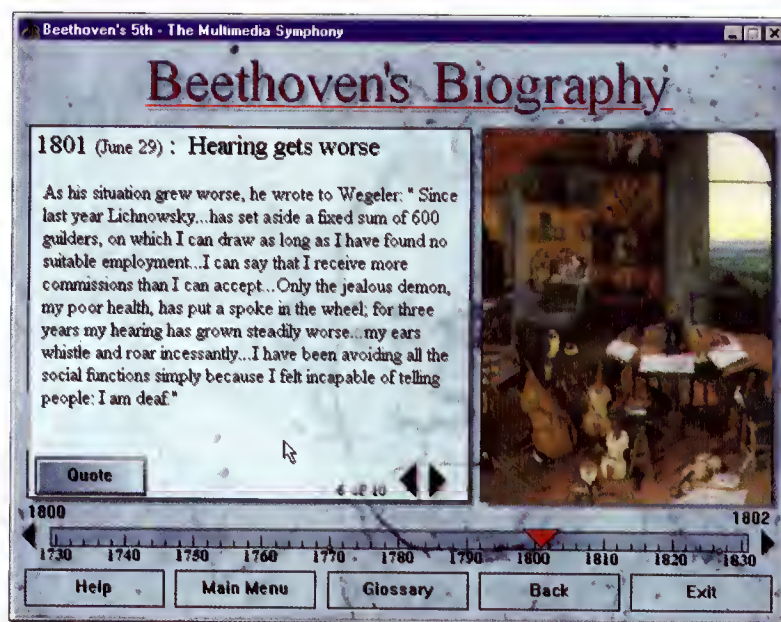 Beethoven's 5th - The Multimedia Symphony
Beethoven's Biography
1801 (June 29) : Hearing gets worse
As his situation grew worse, he wrote to Wegeler: " Since
last year Lichnowsky...has set aside a fixed sum of 600
guilders, on which I can draw as long as I have found no
suitable employment...I can say that I receive more
commissions than I can accept...Only the jealous demon,
my poor health, has put a spoke in the wheel; for three
years my hearing has grown steadily worse...my ears
whistle and roar incessantly...I have been avoiding all the
social functions simply because I felt incapable of telling
people: I am deaf."
Quote
6 of 10
1800 1802
1730 1740 1750 1760 1770 1780 1790 1800 1810 1820 1830
Help Main Menu Glossary Back Exit